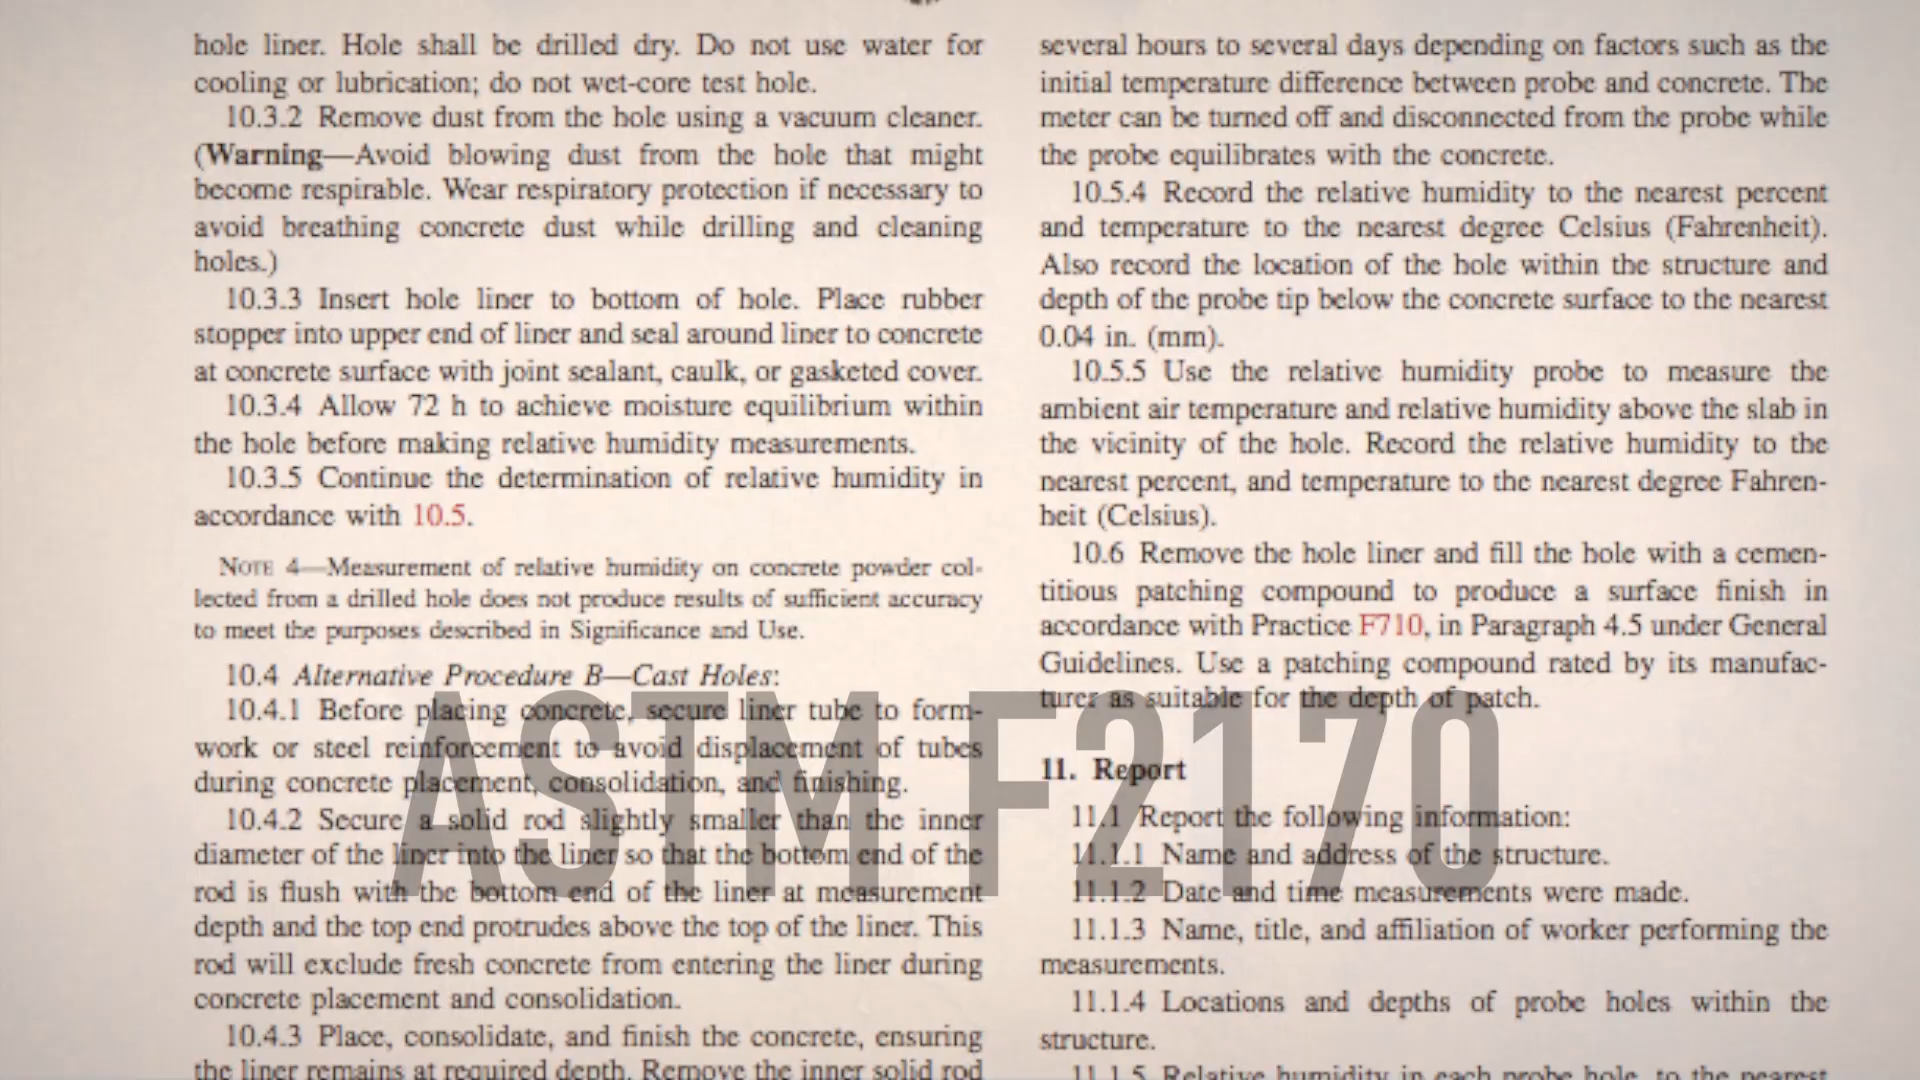 hole liner. Hole shall be drilled dry. Do not use water for
cooling or lubrication; do not wet-core test hole.
10.3.2 Remove dust from the hole using a vacuum cleaner.
(Warning—Avoid blowing dust from the hole that might
become respirable. Wear respiratory protection if necessary to
avoid breathing concrete dust while drilling and cleaning
holes.)
10.3.3 Insert hole liner to bottom of hole. Place rubber
stopper into upper end of liner and seal around liner to concrete
at concrete surface with joint sealant, caulk, or gasketed cover.
10.3.4 Allow 72 h to achieve moisture equilibrium within
the hole before making relative humidity measurements.
10.3.5 Continue the determination of relative humidity in
accordance with 10.5.
NOTE 4—Measurement of relative humidity on concrete powder col-
lected from a drilled hole does not produce results of sufficient accuracy
to meet the purposes described in Significance and Use.
10.4 Alternative Procedure B—Cast Holes:
10.4.1 Before placing concrete, secure liner tube to form-
work or steel reinforcement to avoid displacement of tubes
during concrete placement, consolidation, and finishing.
10.4.2 Secure a solid rod slightly smaller than the inner
diameter of the liner into the liner so that the bottom end of the
rod is flush with the bottom end of the liner at measurement
depth and the top end protrudes above the top of the liner. This
rod will exclude fresh concrete from entering the liner during
concrete placement and consolidation.
10.4.3 Place, consolidate, and finish the concrete, ensuring
the liner remains at required depth. Remove the inner solid rod
several hours to several days depending on factors such as the
initial temperature difference between probe and concrete. The
meter can be turned off and disconnected from the probe while
the probe equilibrates with the concrete.
10.5.4 Record the relative humidity to the nearest percent
and temperature to the nearest degree Celsius (Fahrenheit).
Also record the location of the hole within the structure and
depth of the probe tip below the concrete surface to the nearest
0.04 in. (mm).
10.5.5 Use the relative humidity probe to measure the
ambient air temperature and relative humidity above the slab in
the vicinity of the hole. Record the relative humidity to the
nearest percent, and temperature to the nearest degree Fahren-
heit (Celsius).
10.6 Remove the hole liner and fill the hole with a cemen-
titious patching compound to produce a surface finish in
accordance with Practice F710, in Paragraph 4.5 under General
Guidelines. Use a patching compound rated by its manufac-
turer as suitable for the depth of patch.
11. Report
11.1 Report the following information:
11.1.1 Name and address of the structure.
11.1.2 Date and time measurements were made.
11.1.3 Name, title, and affiliation of worker performing the
measurements.
11.1.4 Locations and depths of probe holes within the
structure.
11.1.5 Relative humidity in each probe hole, to the nearest
ASTM F2170